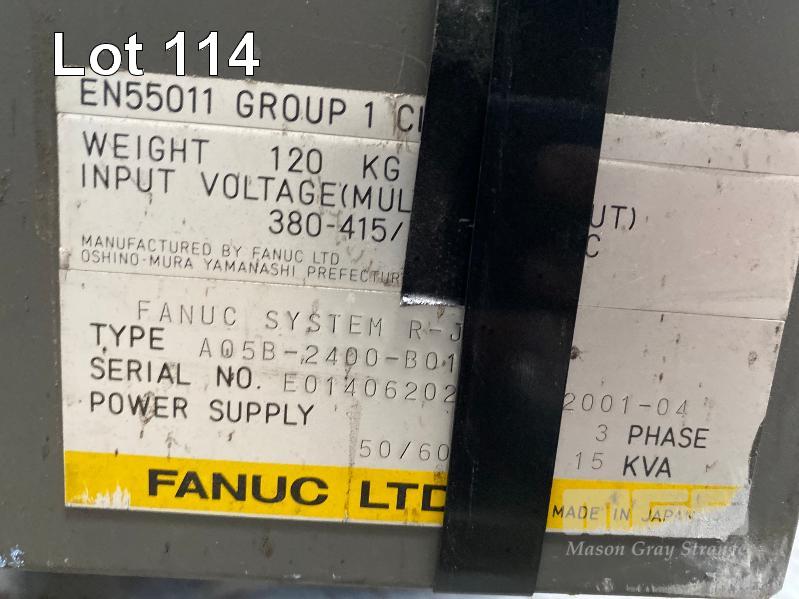 Lot 114
EN55011 GROUP 1
WEIGHT 120 KG
INPUT VOLTAGE(MUL UT)
380-415/ C
MANUFACTURED BY FANUC LTD
OSHINO-MURA YAMANASHI PREFECTUR
FANUC SYSTEM R-J
TYPE A05B-2400-B01
SERIAL NO. E01406202 2001-04
POWER SUPPLY 3 PHASE
50/60 15 KVA
FANUC LTD
MADE IN JAPAN
Mason Gray Strange